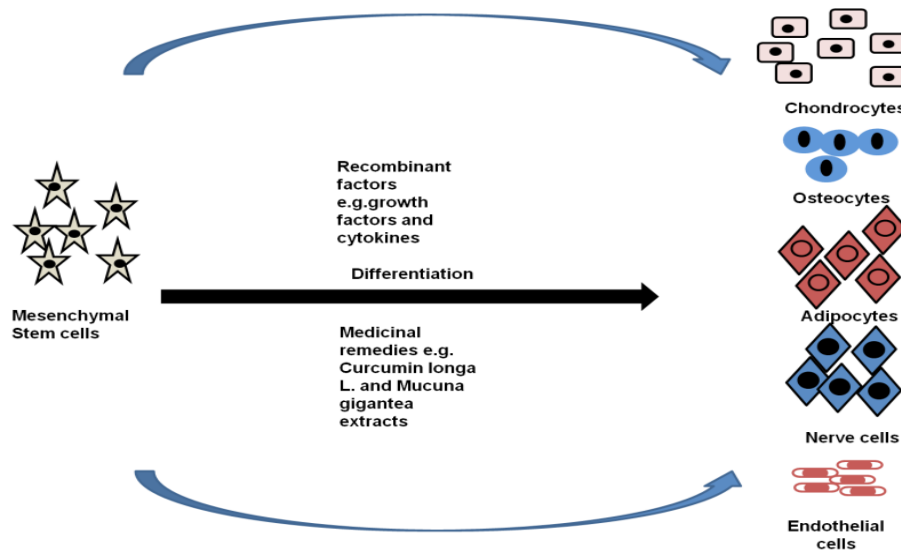 Mesenchymal
Stem cells
Recombinant
factors
e.g.growth
factors and
cytokines
Differentiation
Medicinal
remedies e.g.
Curcumin longa
L. and Mucuna
gigantea
extracts
Chondrocytes
Osteocytes
Adipocytes
Nerve cells
Endothelial
cells